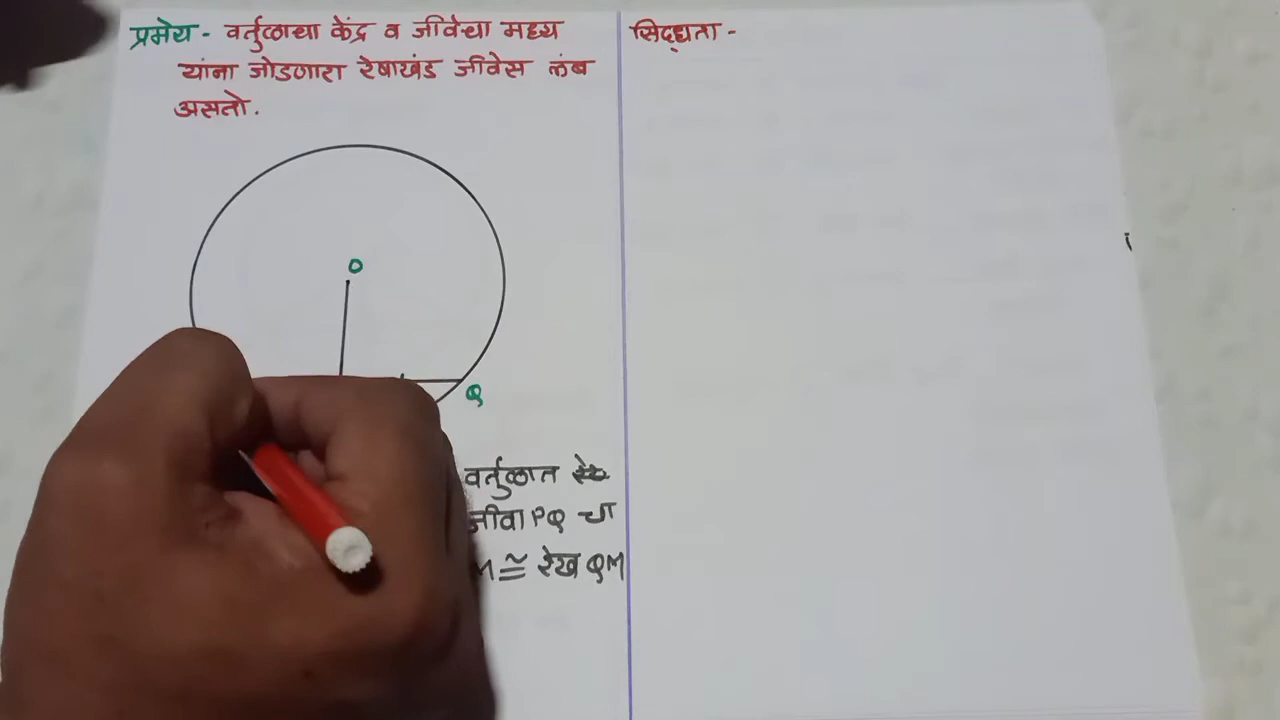 प्रमेय - वर्तुळाचा केंद्र व जीवेचा मध्य
यांना जोडणारा रेषाखंड जीवेस लंब
असतो.
O
Q
वर्तुळात
जीवा PQ चा
M ≅ रेख QM
सिद्धता -